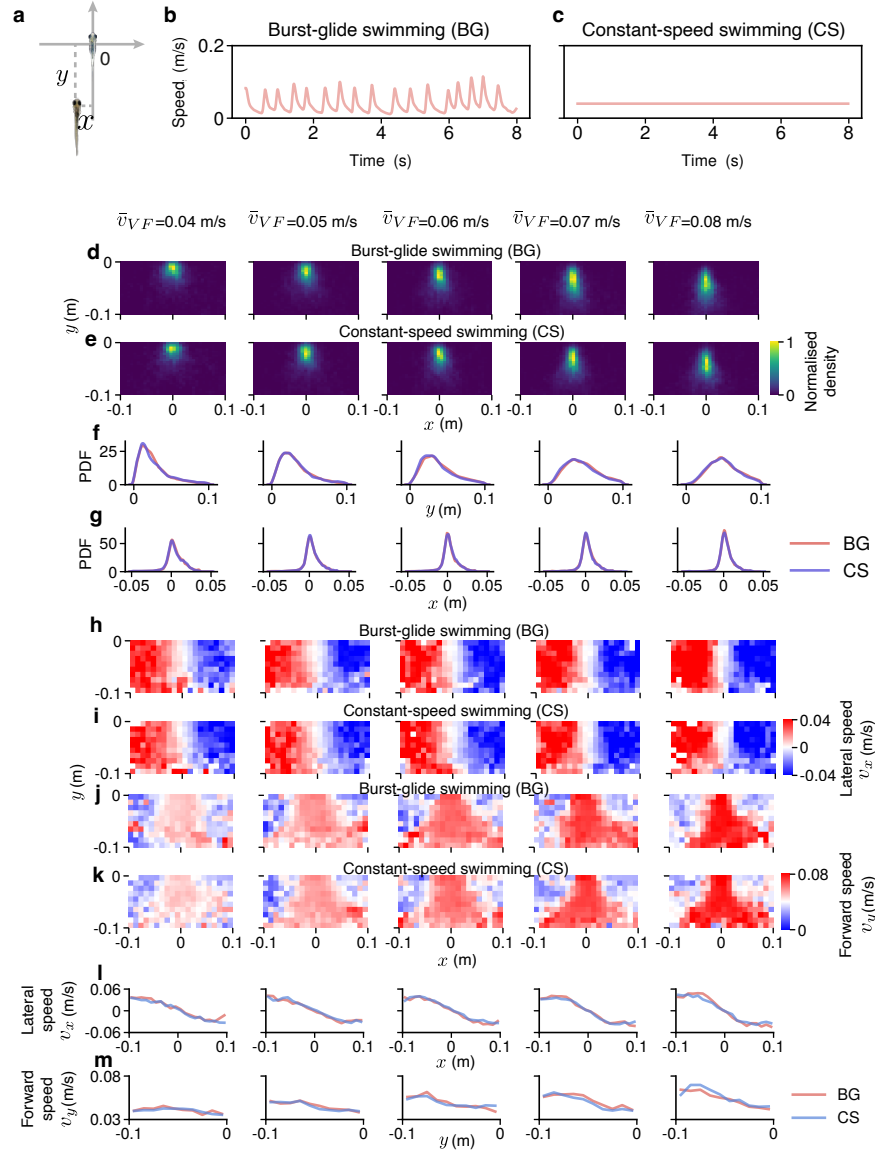 a
0
y
x
b
Burst-glide swimming (BG)
0.2
0
Speed (m/s)
0 2 4 6 8
Time (s)
c
Constant-speed swimming (CS)
0 2 4 6 8
Time (s)
v̄VF=0.04 m/s v̄VF=0.05 m/s v̄VF=0.06 m/s v̄VF=0.07 m/s v̄VF=0.08 m/s
d
Burst-glide swimming (BG)
0
-0.1
y (m)
e
Constant-speed swimming (CS)
0
-0.1
-0.1 0 0.1 -0.1 0 0.1 -0.1 0 0.1 -0.1 0 0.1 -0.1 0 0.1
x (m)
1
0
Normalised
density
f
PDF
25
0
0 0.1 0 0.1 0 0.1 0 0.1 0 0.1
y (m)
g
PDF
50
0
-0.05 0 0.05 -0.05 0 0.05 -0.05 0 0.05 -0.05 0 0.05 -0.05 0 0.05
x (m)
BG
CS
h
Burst-glide swimming (BG)
0
-0.1
i
Constant-speed swimming (CS)
0
-0.1
y (m)
0.04
0
-0.04
Lateral speed
vx (m/s)
j
Burst-glide swimming (BG)
0
-0.1
k
Constant-speed swimming (CS)
0
-0.1
-0.1 0 0.1 -0.1 0 0.1 -0.1 0 0.1 -0.1 0 0.1 -0.1 0 0.1
x (m)
0.08
0
Forward speed
vy(m/s)
l
Lateral
speed
vx (m/s)
0.06
0
-0.06
-0.1 0 0.1 -0.1 0 0.1 -0.1 0 0.1 -0.1 0 0.1 -0.1 0 0.1
x (m)
m
Forward
speed
vy(m/s)
0.08
0.03
-0.1 0 -0.1 0 -0.1 0 -0.1 0 -0.1 0
y (m)
BG
CS